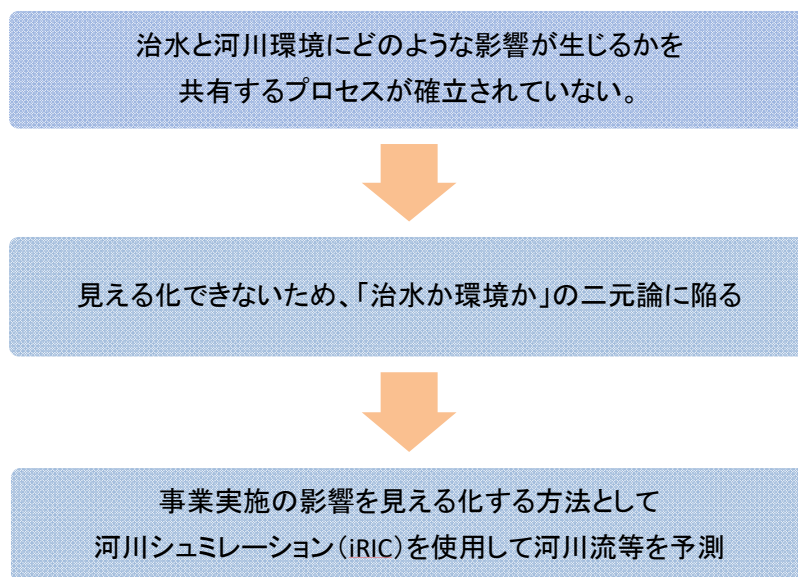 治水と河川環境にどのような影響が生じるかを
共有するプロセスが確立されていない。
見える化できないため、「治水か環境か」の二元論に陥る
事業実施の影響を見える化する方法として
河川シュミレーション（iRIC）を使用して河川流等を予測